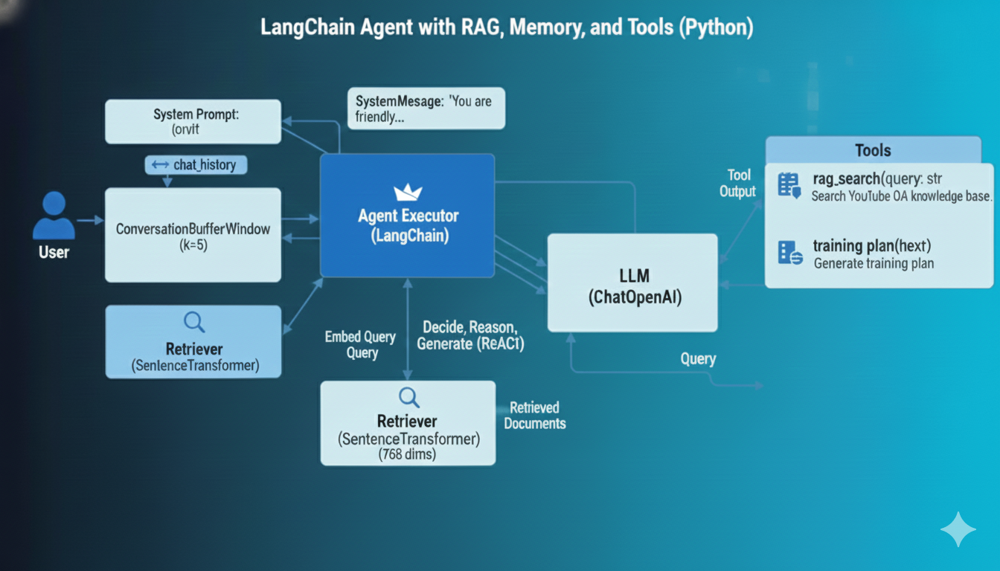 LangChain Agent with RAG, Memory, and Tools (Python)
SystemMesage: 'You are
friendly...
System Prompt:
(orvit
chat_history
User
ConversationBufferWindow
(k=5)
Agent Executor
(LangChain)
Retriever
(SenlenceTransformer)
Embed Query
Query
Decide, Reason,
Generate (ReACt)
Retriever
(SentenceTransformer)
(768 dims)
Retrieved
Documents
LLM
(ChatOpenAI)
Query
Tool
Output
Tools
rag_search(query: str
Search YouTube OA knowledge base.
training plan(hext)
Generate training plan